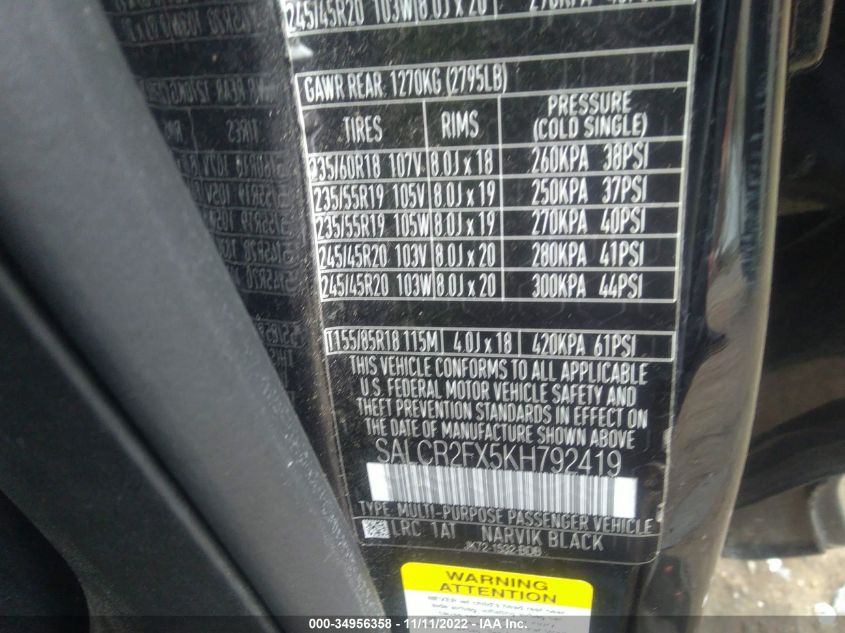 245/45R20 103W 8.0J x 20
GAWR REAR 1270KG (2795LB)
TIRES RIMS PRESSURE (COLD SINGLE)
235/60R18 107V 8.0J x 18 260KPA 38PSI
235/55R19 105V 8.0J x 19 250KPA 37PSI
235/55R19 105W 8.0J x 19 270KPA 40PSI
245/45R20 103V 8.0J x 20 280KPA 41PSI
245/45R20 103W 8.0J x 20 300KPA 44PSI
T155/85R18 115M 4.0J x 18 420KPA 61PSI
THIS VEHICLE CONFORMS TO ALL APPLICABLE
U.S. FEDERAL MOTOR VEHICLE SAFETY AND
THEFT PREVENTION STANDARDS IN EFFECT ON
THE DATE OF MANUFACTURE SHOWN ABOVE
SALCR2FX5KH792419
TYPE: MULTI-PURPOSE PASSENGER VEHICLE
LRC 1AT NARVIK BLACK
JK72-1532-BDB
WARNING
ATTENTION
000-34956358 - 11/11/2022 - IAAI.com